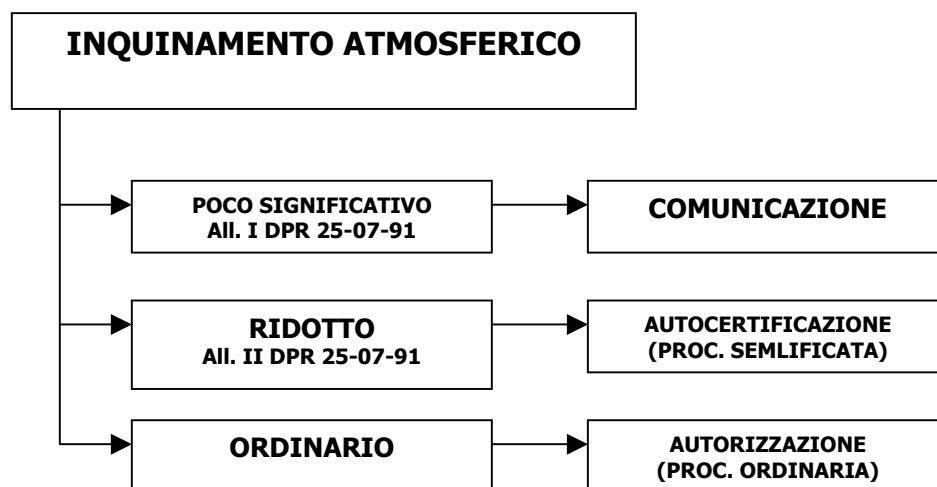 INQUINAMENTO ATMOSFERICO
POCO SIGNIFICATIVO
All. I DPR 25-07-91
COMUNICAZIONE
RIDOTTO
All. II DPR 25-07-91
AUTOCERTIFICAZIONE
(PROC. SEMLIFICATA)
ORDINARIO
AUTORIZZAZIONE
(PROC. ORDINARIA)